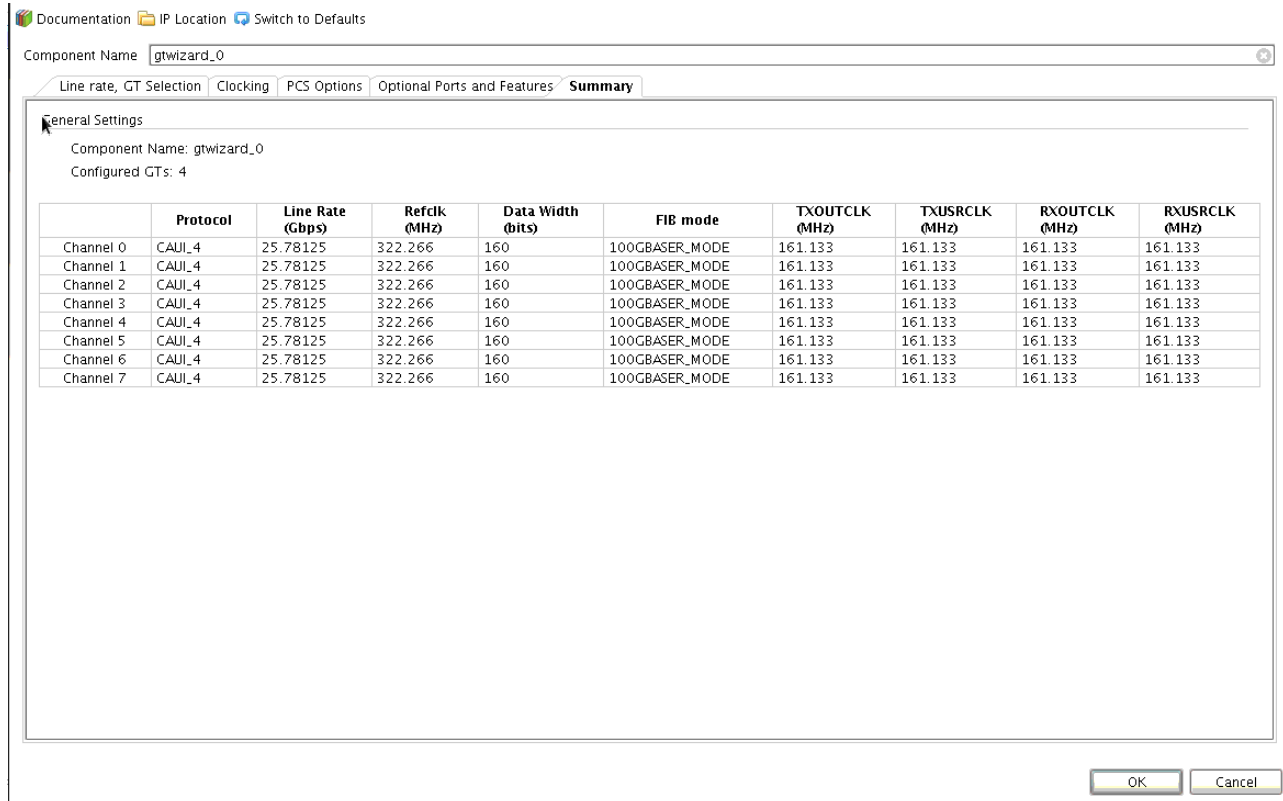 Documentation IP Location Switch to Defaults
Component Name gtwizard_0
Line rate, GT Selection Clocking PCS Options Optional Ports and Features Summary
General Settings
Component Name: gtwizard_0
Configured GTs: 4
Protocol Line Rate (Gbps) Refclk (MHz) Data Width (bits) FIB mode TXOUTCLK (MHz) TXUSRCLK (MHz) RXOUTCLK (MHz) RXUSRCLK (MHz)
Channel 0 CAUI_4 25.78125 322.266 160 100GBASER_MODE 161.133 161.133 161.133 161.133
Channel 1 CAUI_4 25.78125 322.266 160 100GBASER_MODE 161.133 161.133 161.133 161.133
Channel 2 CAUI_4 25.78125 322.266 160 100GBASER_MODE 161.133 161.133 161.133 161.133
Channel 3 CAUI_4 25.78125 322.266 160 100GBASER_MODE 161.133 161.133 161.133 161.133
Channel 4 CAUI_4 25.78125 322.266 160 100GBASER_MODE 161.133 161.133 161.133 161.133
Channel 5 CAUI_4 25.78125 322.266 160 100GBASER_MODE 161.133 161.133 161.133 161.133
Channel 6 CAUI_4 25.78125 322.266 160 100GBASER_MODE 161.133 161.133 161.133 161.133
Channel 7 CAUI_4 25.78125 322.266 160 100GBASER_MODE 161.133 161.133 161.133 161.133
OK Cancel